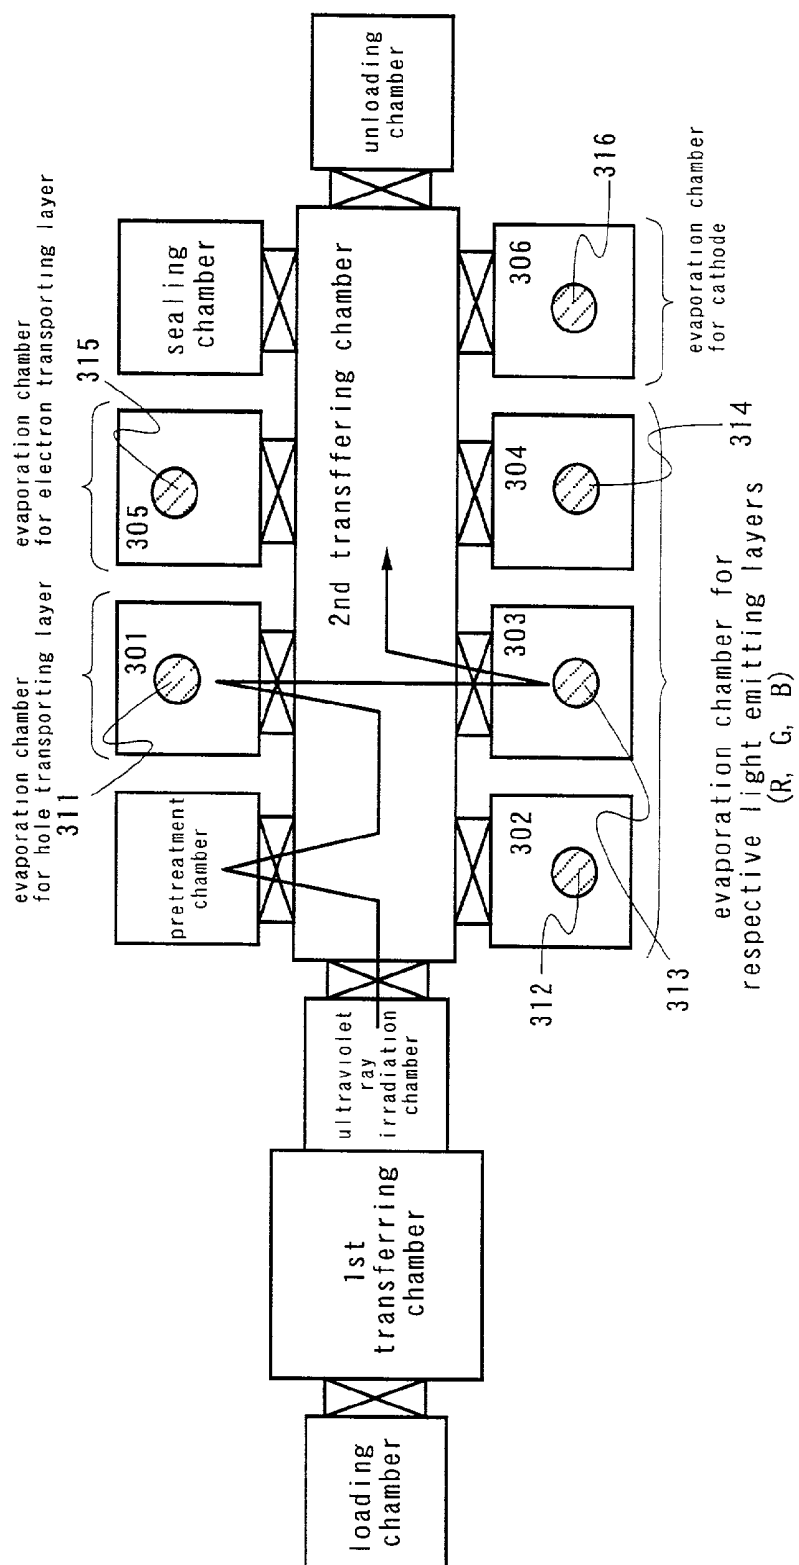 loading
chamber
1st
transferring
chamber
ultraviolet
ray
irradiation
chamber
pretreatment
chamber
evaporation chamber
for hole transporting layer
311
301
evaporation chamber
for electron transporting layer
315
305
sealing
chamber
2nd transffering chamber
unloading
chamber
302
303
304
306
312
313
314
316
evaporation chamber for
respective light emitting layers
(R, G, B)
evaporation chamber
for cathode